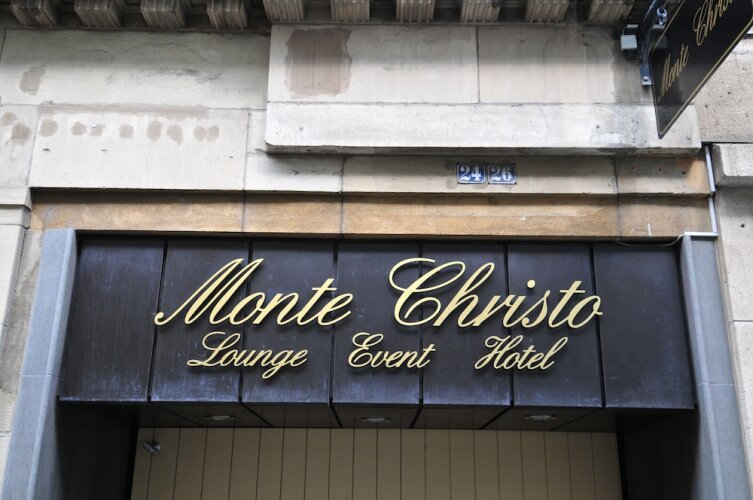 Monte Christo
24 26
Monte Christo
Lounge Event Hotel